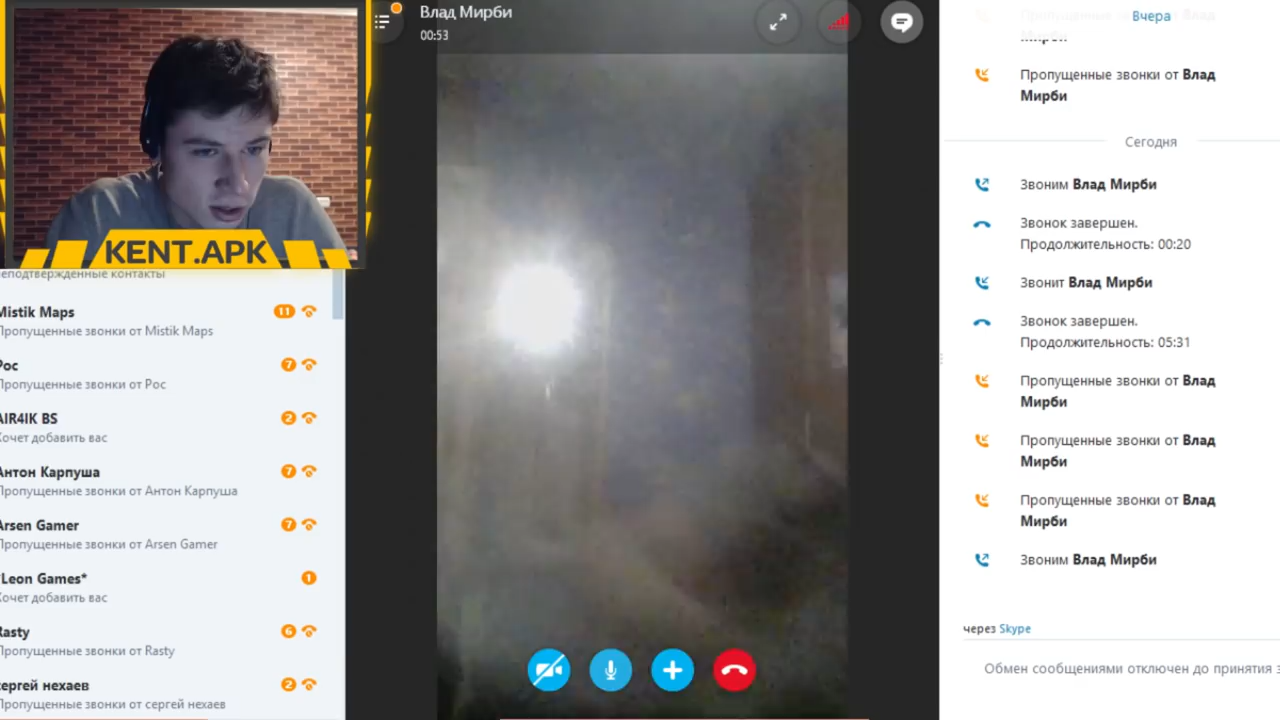 Влад Мирби
00:53
KENT.APK
неподтвержденные контакты
Mistik Maps
11
Пропущенные звонки от Mistik Maps
Рос
7
Пропущенные звонки от Рос
AIR4IK BS
2
Хочет добавить вас
Антон Карпуша
7
Пропущенные звонки от Антон Карпуша
Arsen Gamer
7
Пропущенные звонки от Arsen Gamer
*Leon Games*
1
Хочет добавить вас
Rasty
6
Пропущенные звонки от Rasty
сергей нехаев
2
Пропущенные звонки от сергей нехаев
Вчера
Мирби
Пропущенные звонки от Влад
Мирби
Сегодня
Звоним Влад Мирби
Звонок завершен.
Продолжительность: 00:20
Звонит Влад Мирби
Звонок завершен.
Продолжительность: 05:31
Пропущенные звонки от Влад
Мирби
Пропущенные звонки от Влад
Мирби
Пропущенные звонки от Влад
Мирби
Звоним Влад Мирби
через Skype
Обмен сообщениями отключен до принятия з